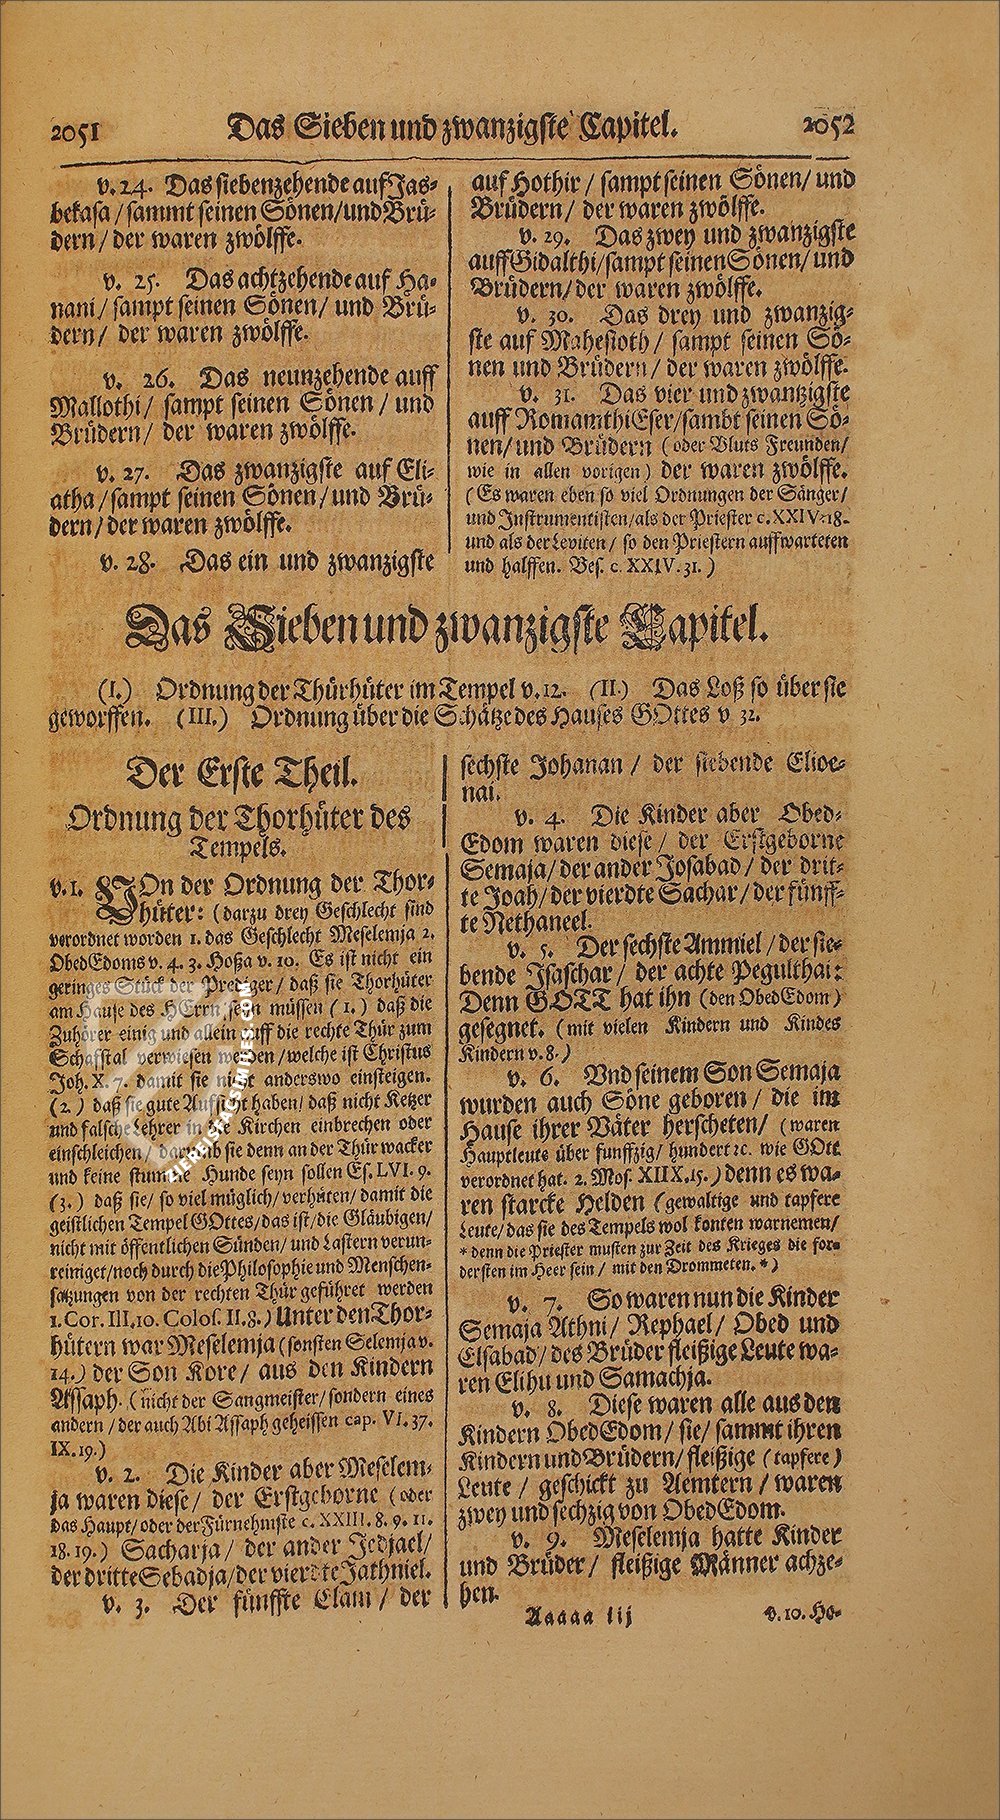 2051
Das Sieben und zwanzigste Capitel.
2052
v. 24. Das siebenzehende auf Jas-
bekasa / sammt seinen Sönen / und Brü-
dern / der waren zwölffe.
v. 25. Das achtzehende auf Ha-
nani / sampt seinen Sönen / und Brü-
dern / der waren zwölffe.
v. 26. Das neunzehende auff
Mallothi / sampt seinen Sönen / und
Brüdern / der waren zwölffe.
v. 27. Das zwanzigste auf Eli-
atha / sampt seinen Sönen / und Brü-
dern / der waren zwölffe.
v. 28. Das ein und zwanzigste
auf Hothir / sampt seinen Sönen / und
Brüdern / der waren zwölffe.
v. 29. Das zwey und zwanzigste
auff Gidalthi / sampt seinen Sönen / und
Brüdern / der waren zwölffe.
v. 30. Das drey und zwanzig-
ste auf Mahesioth / sampt seinen Sö-
nen und Brüdern / der waren zwölffe.
v. 31. Das vier und zwantzigste
auff RomamthiEser / sambt seinen Sö-
nen / und Brüdern (oder Bluts Freunden /
wie in allen vorigen) der waren zwölffe.
(Es waren eben so viel Ordnungen der Sänger /
und Instrumentisten / als der Priester c. XXIV. 18.
und als der Leviten / so den Priestern auffwarteten
und halffen. Bes. c. XXIV. 31.)
Das Sieben und zwanzigste Capitel.
(I.) Ordnung der Thürhüter im Tempel v. 12. (II.) Das Loß so über sie
geworffen. (III.) Ordnung über die Schätze des Hauses GOttes v 32.
Der Erste Theil.
Ordnung der Thorhüter des
Tempels.
v. 1. VOn der Ordnung der Thor-
hüter: (darzu drey Geschlecht sind
verordnet worden 1. das Geschlecht Meselemja 2.
ObedEdoms v. 4. 3. Hoßa v. 10. Es ist nicht ein
geringes Stück der Prediger / daß sie Thorhüter
am Hause des HErrn seyn müssen (1.) daß die
Zuhörer einig und allein auff die rechte Thür zum
Schafstal verwiesen werden / welche ist Christus
Joh. X. 7. damit sie nicht anderswo einsteigen.
(2.) daß sie gute Aufsicht haben / daß nicht Ketzer
und falsche Lehrer in die Kirchen einbrechen oder
einschleichen / darumb sie denn an der Thür wacker
und keine stumme Hunde seyn sollen Es. LVI. 9.
(3.) daß sie / so viel müglich / verhüten / damit die
geistlichen Tempel GOttes / das ist / die Gläubigen /
nicht mit öffentlichen Sünden / und Lastern verun-
reiniget / noch durch die Philosophie und Menschen-
satzungen von der rechten Thür geführet werden
1. Cor. III, 10. Colos. II. 8.) Unter den Thor-
hütern war Meselemja (sonsten Selemja v.
14.) der Son Kore / aus den Kindern
Assaph. (nicht der Sangmeister / sondern eines
andern / der auch Abi Assaph geheissen cap. VI. 37.
IX. 19.)
v. 2. Die Kinder aber Meselem-
ja waren diese / der Erstgeborne (oder
das Haupt / oder der Fürnehmste c. XXIII. 8. 9. 11.
18. 19.) Sacharja / der ander Jedjael /
der dritte Sebadja / der vierdte Jathniel.
v. 3. Der fünffte Elam / der
sechste Johanan / der siebende Elioe-
nai.
v. 4. Die Kinder aber Obed-
Edom waren diese / der Erstgeborne
Semaja / der ander Josabad / der drit-
te Joah / der vierdte Sachar / der fünff-
te Nethaneel.
v. 5. Der sechste Ammiel / der sie-
bende Isaschar / der achte Pegulthai:
Denn GOTT hat ihn (den ObedEdom)
gesegnet. (mit vielen Kindern und Kindes
Kindern v. 8.)
v. 6. Und seinem Son Semaja
wurden auch Söne geboren / die im
Hause ihrer Väter herscheten / (waren
Hauptleute über funffzig / hundert ꝛc. wie GOtt
verordnet hat. 2. Mos. XIIX. 15.) denn es wa-
ren starcke Helden (gewaltige und tapfere
Leute / das sie des Tempels wol konten warnemen /
* denn die Priester musten zur Zeit des Krieges die for-
dersten im Heer sein / mit den Drommeten. *)
v. 7. So waren nun die Kinder
Semaja Athni / Rephael / Obed und
Elsabad / des Brüder fleißige Leute wa-
ren Elihu und Samachja.
v. 8. Diese waren alle aus den
Kindern ObedEdom / sie / sammt ihren
Kindern und Brüdern / fleißige (tapfere)
Leute / geschickt zu Aemtern / waren
zwey und sechzig von ObedEdom.
v. 9. Meselemja hatte Kinder
und Brüder / fleißige Männer achze-
hen.
Aaaaa iij
v. 10. Ho-
ZIEREISFACSIMILES.COM